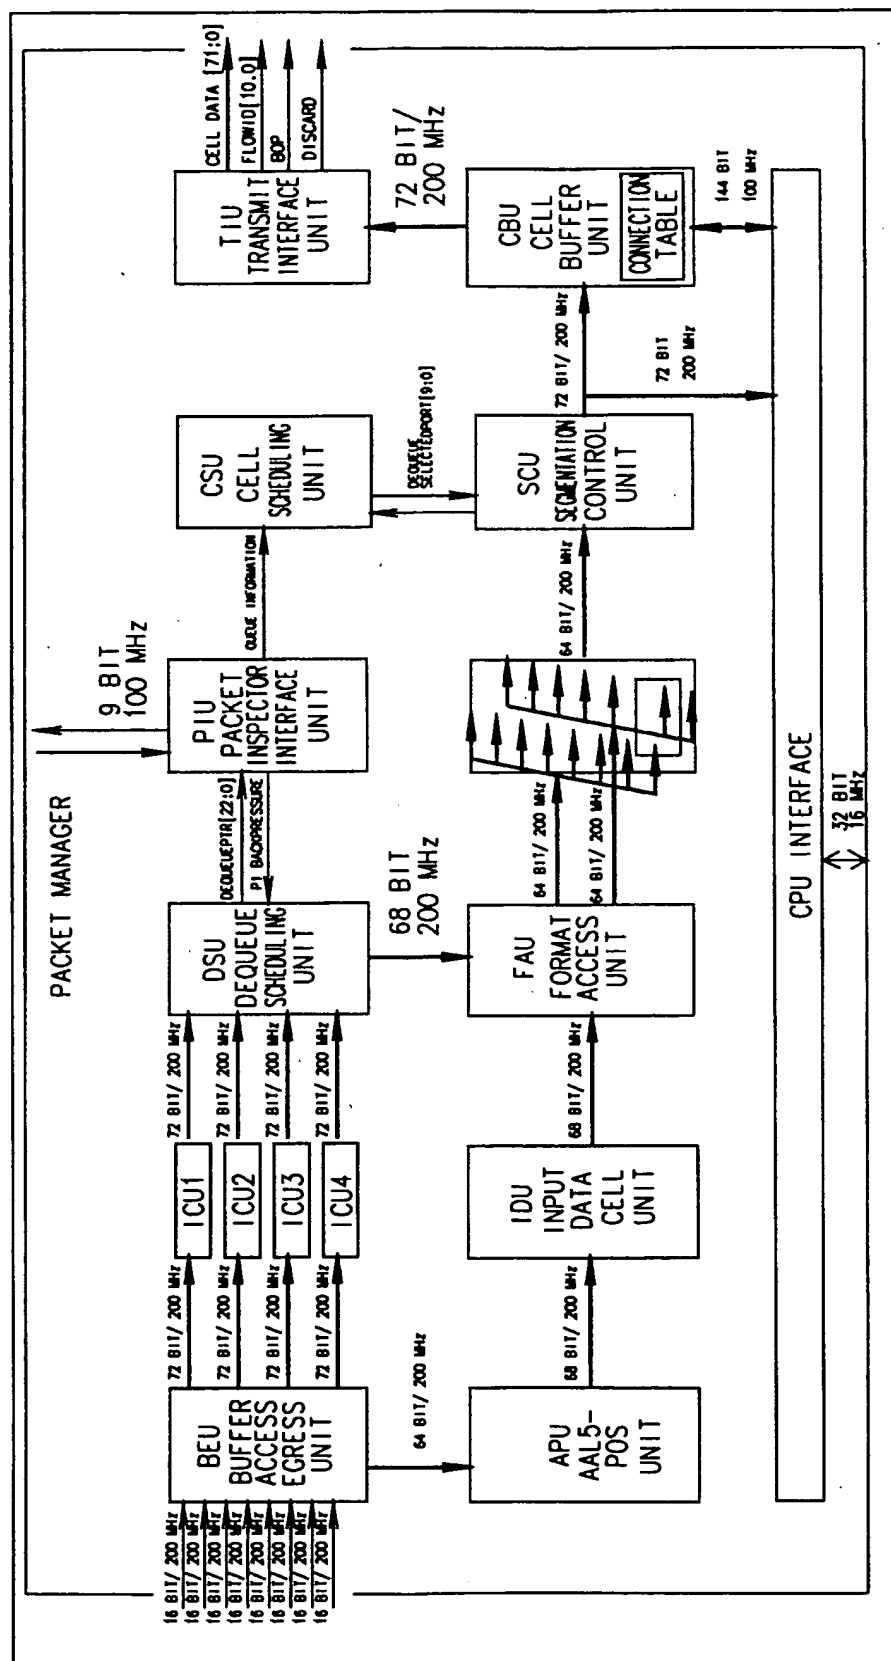 PACKET MANAGER
9 BIT
100 MHz
16 BIT/ 200 MHz
16 BIT/ 200 MHz
16 BIT/ 200 MHz
16 BIT/ 200 MHz
16 BIT/ 200 MHz
16 BIT/ 200 MHz
16 BIT/ 200 MHz
16 BIT/ 200 MHz
BEU
BUFFER
ACCESS
EGRESS
UNIT
72 BIT/ 200 MHz
72 BIT/ 200 MHz
72 BIT/ 200 MHz
72 BIT/ 200 MHz
ICU1
ICU2
ICU3
ICU4
72 BIT/ 200 MHz
72 BIT/ 200 MHz
72 BIT/ 200 MHz
72 BIT/ 200 MHz
DSU
DEQUEUE
SCHEDULING
UNIT
DEQUEUEPTR[22:0]
PI BACKPRESSURE
PIU
PACKET
INSPECTOR
INTERFACE
UNIT
QUEUE INFORMATION
CSU
CELL
SCHEDULING
UNIT
TIU
TRANSMIT
INTERFACE
UNIT
CELL DATA [71:0]
FLOWID[10.0]
BOP
DISCARD
64 BIT/ 200 MHz
68 BIT
200 MHz
DEQUEUE
SELECTEDPORT[9:0]
72 BIT/
200 MHz
APU
AAL5-
POS
UNIT
68 BIT/ 200 MHz
IDU
INPUT
DATA
CELL
UNIT
68 BIT/ 200 MHz
FAU
FORMAT
ACCESS
UNIT
64 BIT/ 200 MHz
64 BIT/ 200 MHz
64 BIT/ 200 MHz
SCU
SEGMENTATION
CONTROL
UNIT
72 BIT/ 200 MHz
CBU
CELL
BUFFER
UNIT
CONNECTION
TABLE
72 BIT
200 MHz
144 BIT
100 MHz
CPU INTERFACE
32 BIT
16 MHz